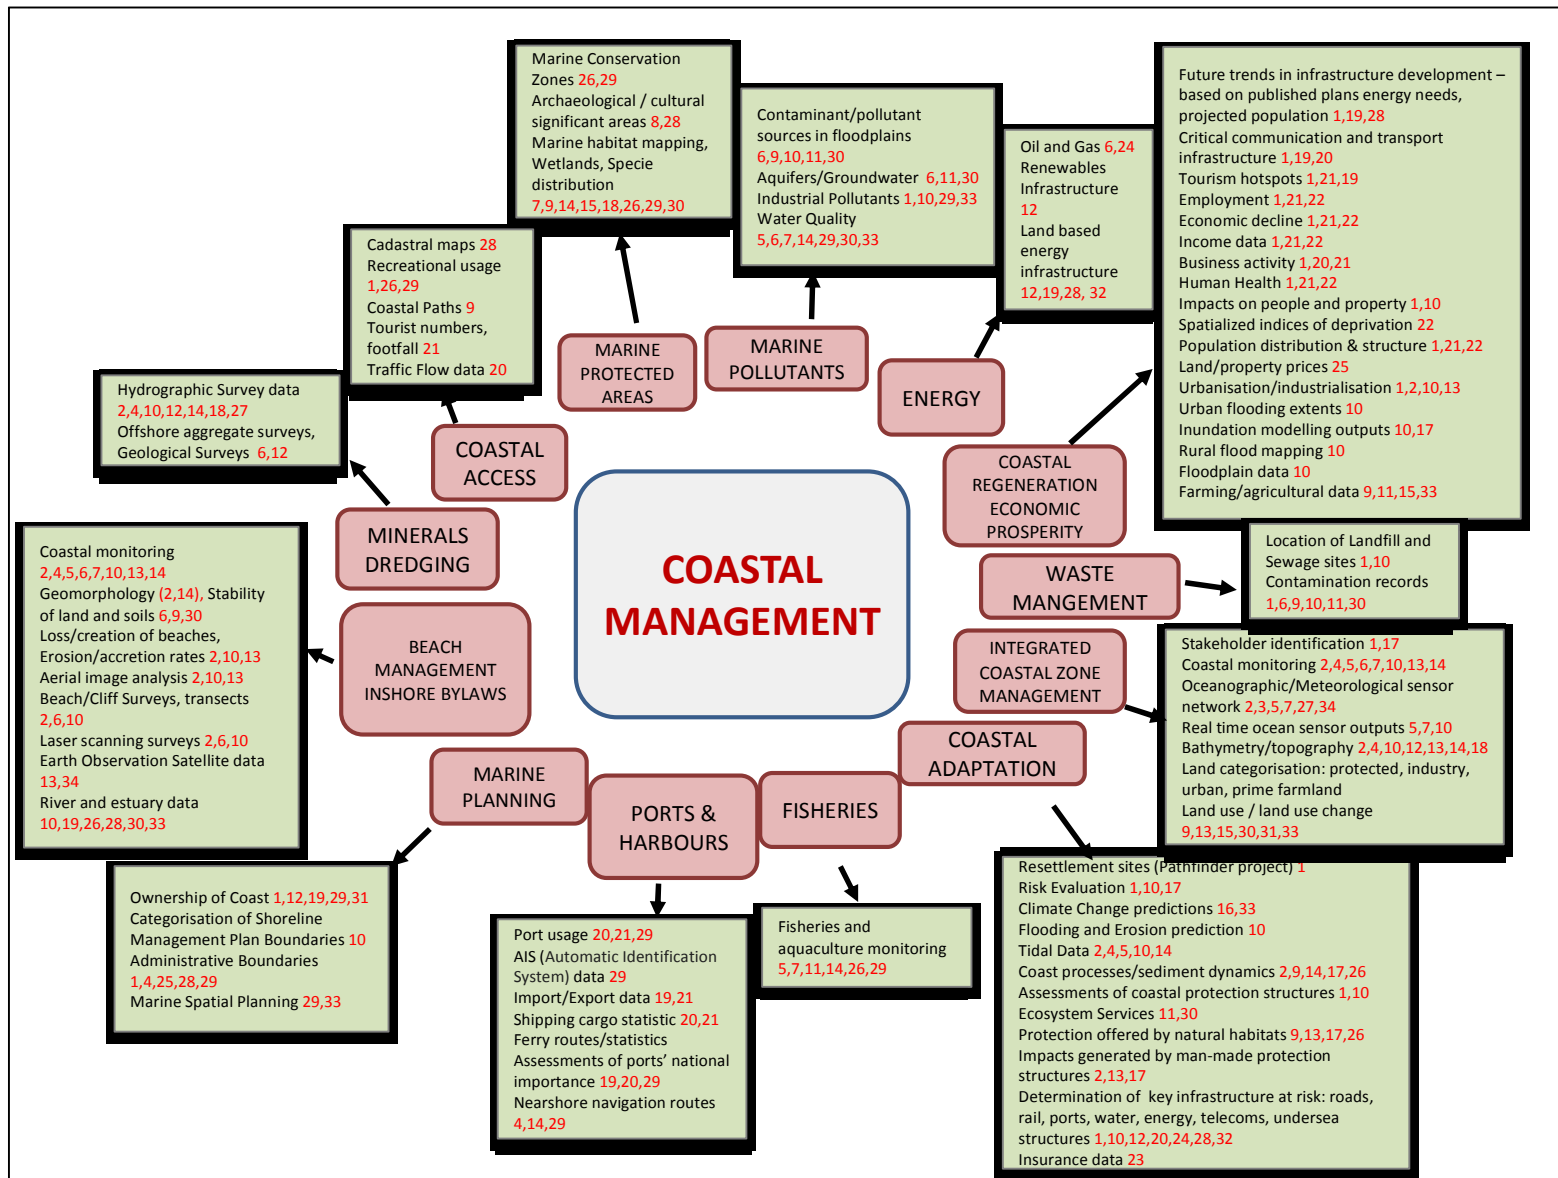 Marine Conservation
Zones 26,29
Archaeological / cultural
significant areas 8,28
Marine habitat mapping,
Wetlands, Specie
distribution
7,9,14,15,18,26,29,30
Contaminant/pollutant
sources in floodplains
6,9,10,11,30
Aquifers/Groundwater 6,11,30
Industrial Pollutants 1,10,29,33
Water Quality
5,6,7,14,29,30,33
Oil and Gas 6,24
Renewables
Infrastructure
12
Land based
energy
infrastructure
12,19,28, 32
Future trends in infrastructure development –
based on published plans energy needs,
projected population 1,19,28
Critical communication and transport
infrastructure 1,19,20
Tourism hotspots 1,21,19
Employment 1,21,22
Economic decline 1,21,22
Income data 1,21,22
Business activity 1,20,21
Human Health 1,21,22
Impacts on people and property 1,10
Spatialized indices of deprivation 22
Population distribution & structure 1,21,22
Land/property prices 25
Urbanisation/industrialisation 1,2,10,13
Urban flooding extents 10
Inundation modelling outputs 10,17
Rural flood mapping 10
Floodplain data 10
Farming/agricultural data 9,11,15,33
Cadastral maps 28
Recreational usage
1,26,29
Coastal Paths 9
Tourist numbers,
footfall 21
Traffic Flow data 20
Hydrographic Survey data
2,4,10,12,14,18,27
Offshore aggregate surveys,
Geological Surveys 6,12
MARINE
PROTECTED
AREAS
MARINE
POLLUTANTS
ENERGY
COASTAL
ACCESS
COASTAL
REGENERATION
ECONOMIC
PROSPERITY
MINERALS
DREDGING
COASTAL
MANAGEMENT
WASTE
MANGEMENT
Location of Landfill and
Sewage sites 1,10
Contamination records
1,6,9,10,11,30
Coastal monitoring
2,4,5,6,7,10,13,14
Geomorphology (2,14), Stability
of land and soils 6,9,30
Loss/creation of beaches,
Erosion/accretion rates 2,10,13
Aerial image analysis 2,10,13
Beach/Cliff Surveys, transects
2,6,10
Laser scanning surveys 2,6,10
Earth Observation Satellite data
13,34
River and estuary data
10,19,26,28,30,33
BEACH
MANAGEMENT
INSHORE BYLAWS
INTEGRATED
COASTAL ZONE
MANAGEMENT
Stakeholder identification 1,17
Coastal monitoring 2,4,5,6,7,10,13,14
Oceanographic/Meteorological sensor
network 2,3,5,7,27,34
Real time ocean sensor outputs 5,7,10
Bathymetry/topography 2,4,10,12,13,14,18
Land categorisation: protected, industry,
urban, prime farmland
Land use / land use change
9,13,15,30,31,33
MARINE
PLANNING
PORTS &
HARBOURS
FISHERIES
COASTAL
ADAPTATION
Ownership of Coast 1,12,19,29,31
Categorisation of Shoreline
Management Plan Boundaries 10
Administrative Boundaries
1,4,25,28,29
Marine Spatial Planning 29,33
Port usage 20,21,29
AIS (Automatic Identification
System) data 29
Import/Export data 19,21
Shipping cargo statistic 20,21
Ferry routes/statistics
Assessments of ports’ national
importance 19,20,29
Nearshore navigation routes
4,14,29
Fisheries and
aquaculture monitoring
5,7,11,14,26,29
Resettlement sites (Pathfinder project) 1
Risk Evaluation 1,10,17
Climate Change predictions 16,33
Flooding and Erosion prediction 10
Tidal Data 2,4,5,10,14
Coast processes/sediment dynamics 2,9,14,17,26
Assessments of coastal protection structures 1,10
Ecosystem Services 11,30
Protection offered by natural habitats 9,13,17,26
Impacts generated by man-made protection
structures 2,13,17
Determination of key infrastructure at risk: roads,
rail, ports, water, energy, telecoms, undersea
structures 1,10,12,20,24,28,32
Insurance data 23